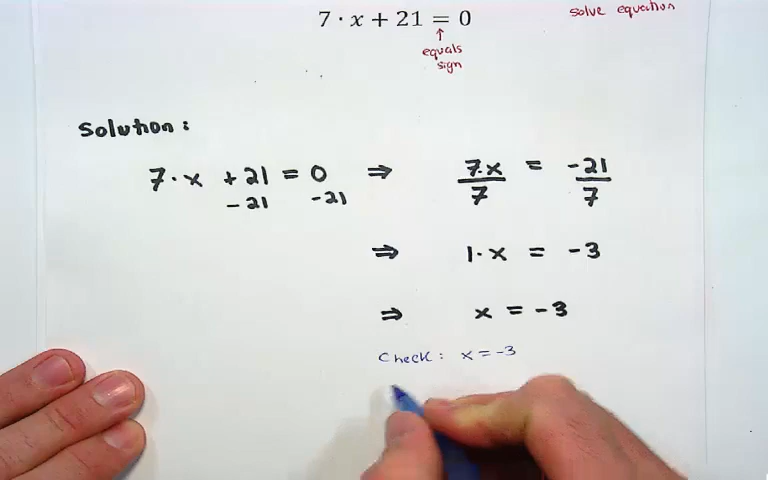 7 · x + 21 = 0
solve equation
↑
equals
sign
Solution:
7 · x + 21 = 0 ⇒ 7·x/7 = -21/7
-21 -21
⇒ 1 · x = -3
⇒ x = -3
Check: x = -3